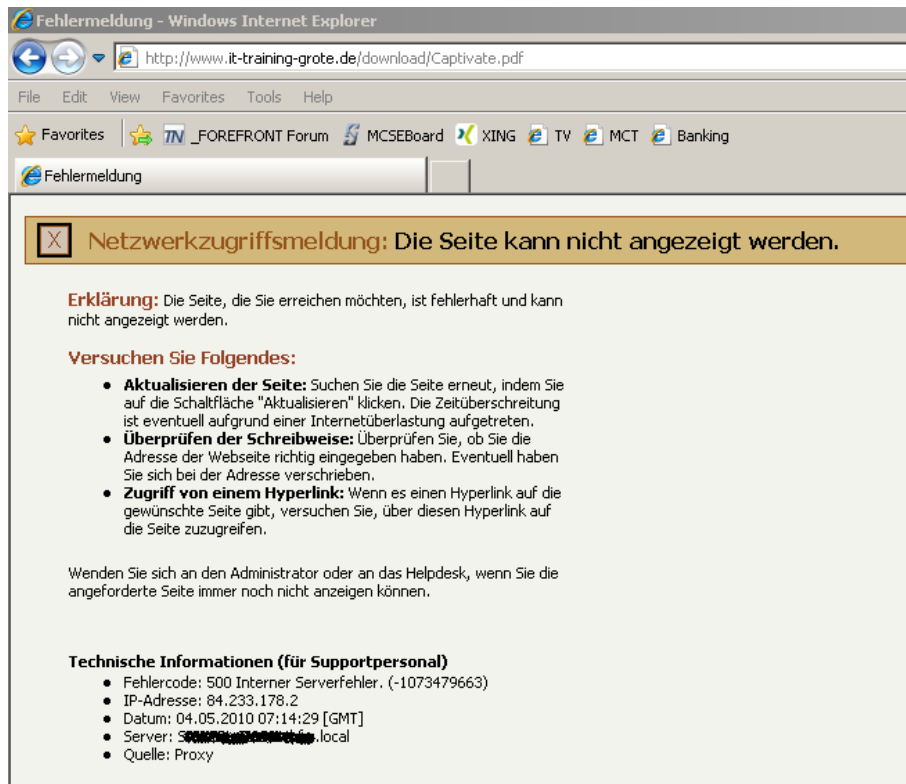 Fehlermeldung - Windows Internet Explorer
http://www.it-training-grote.de/download/Captivate.pdf
File Edit View Favorites Tools Help
Favorites TN _FOREFRONT Forum MCSEBoard XING TV MCT Banking
Fehlermeldung
X Netzwerkzugriffsmeldung: Die Seite kann nicht angezeigt werden.
Erklärung: Die Seite, die Sie erreichen möchten, ist fehlerhaft und kann
nicht angezeigt werden.
Versuchen Sie Folgendes:
• Aktualisieren der Seite: Suchen Sie die Seite erneut, indem Sie
auf die Schaltfläche "Aktualisieren" klicken. Die Zeitüberschreitung
ist eventuell aufgrund einer Internetüberlastung aufgetreten.
• Überprüfen der Schreibweise: Überprüfen Sie, ob Sie die
Adresse der Webseite richtig eingegeben haben. Eventuell haben
Sie sich bei der Adresse verschrieben.
• Zugriff von einem Hyperlink: Wenn es einen Hyperlink auf die
gewünschte Seite gibt, versuchen Sie, über diesen Hyperlink auf
die Seite zuzugreifen.
Wenden Sie sich an den Administrator oder an das Helpdesk, wenn Sie die
angeforderte Seite immer noch nicht anzeigen können.
Technische Informationen (für Supportpersonal)
• Fehlercode: 500 Interner Serverfehler. (-1073479663)
• IP-Adresse: 84.233.178.2
• Datum: 04.05.2010 07:14:29 [GMT]
• Server: .local
• Quelle: Proxy